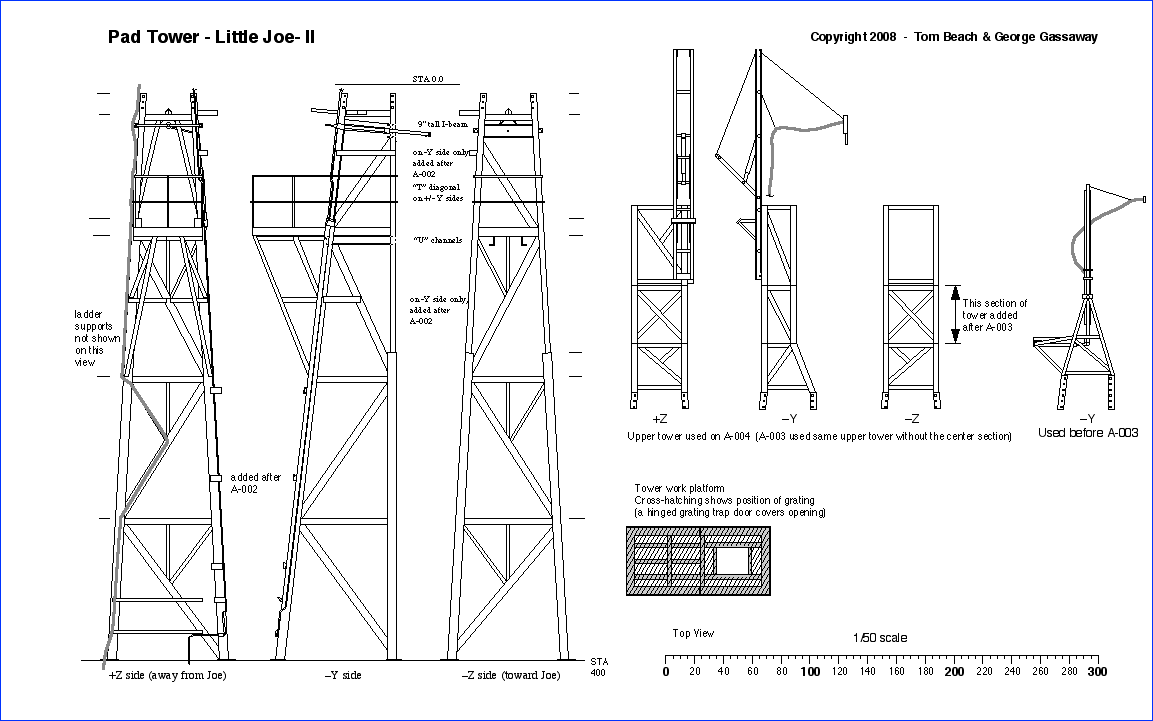 Pad Tower - Little Joe- II
Copyright 2008 - Tom Beach & George Gassaway
STA 0.0
9" tall I-beam
on -Y side only,
added after
A-002
"T" diagonal
on +/- Y sides
"U" channels
on -Y side only,
added after
A-002
ladder
supports
not shown
on this
view
added after
A-002
+Z side (away from Joe)
–Y side
–Z side (toward Joe)
STA
400
This section of
tower added
after A-003
+Z
–Y
–Z
–Y
Upper tower used on A-004 (A-003 used same upper tower without the center section)
Used before A-003
Tower work platform
Cross-hatching shows position of grating
(a hinged grating trap door covers opening)
Top View
1/50 scale
0 20 40 60 80 100 120 140 160 180 200 220 240 260 280 300